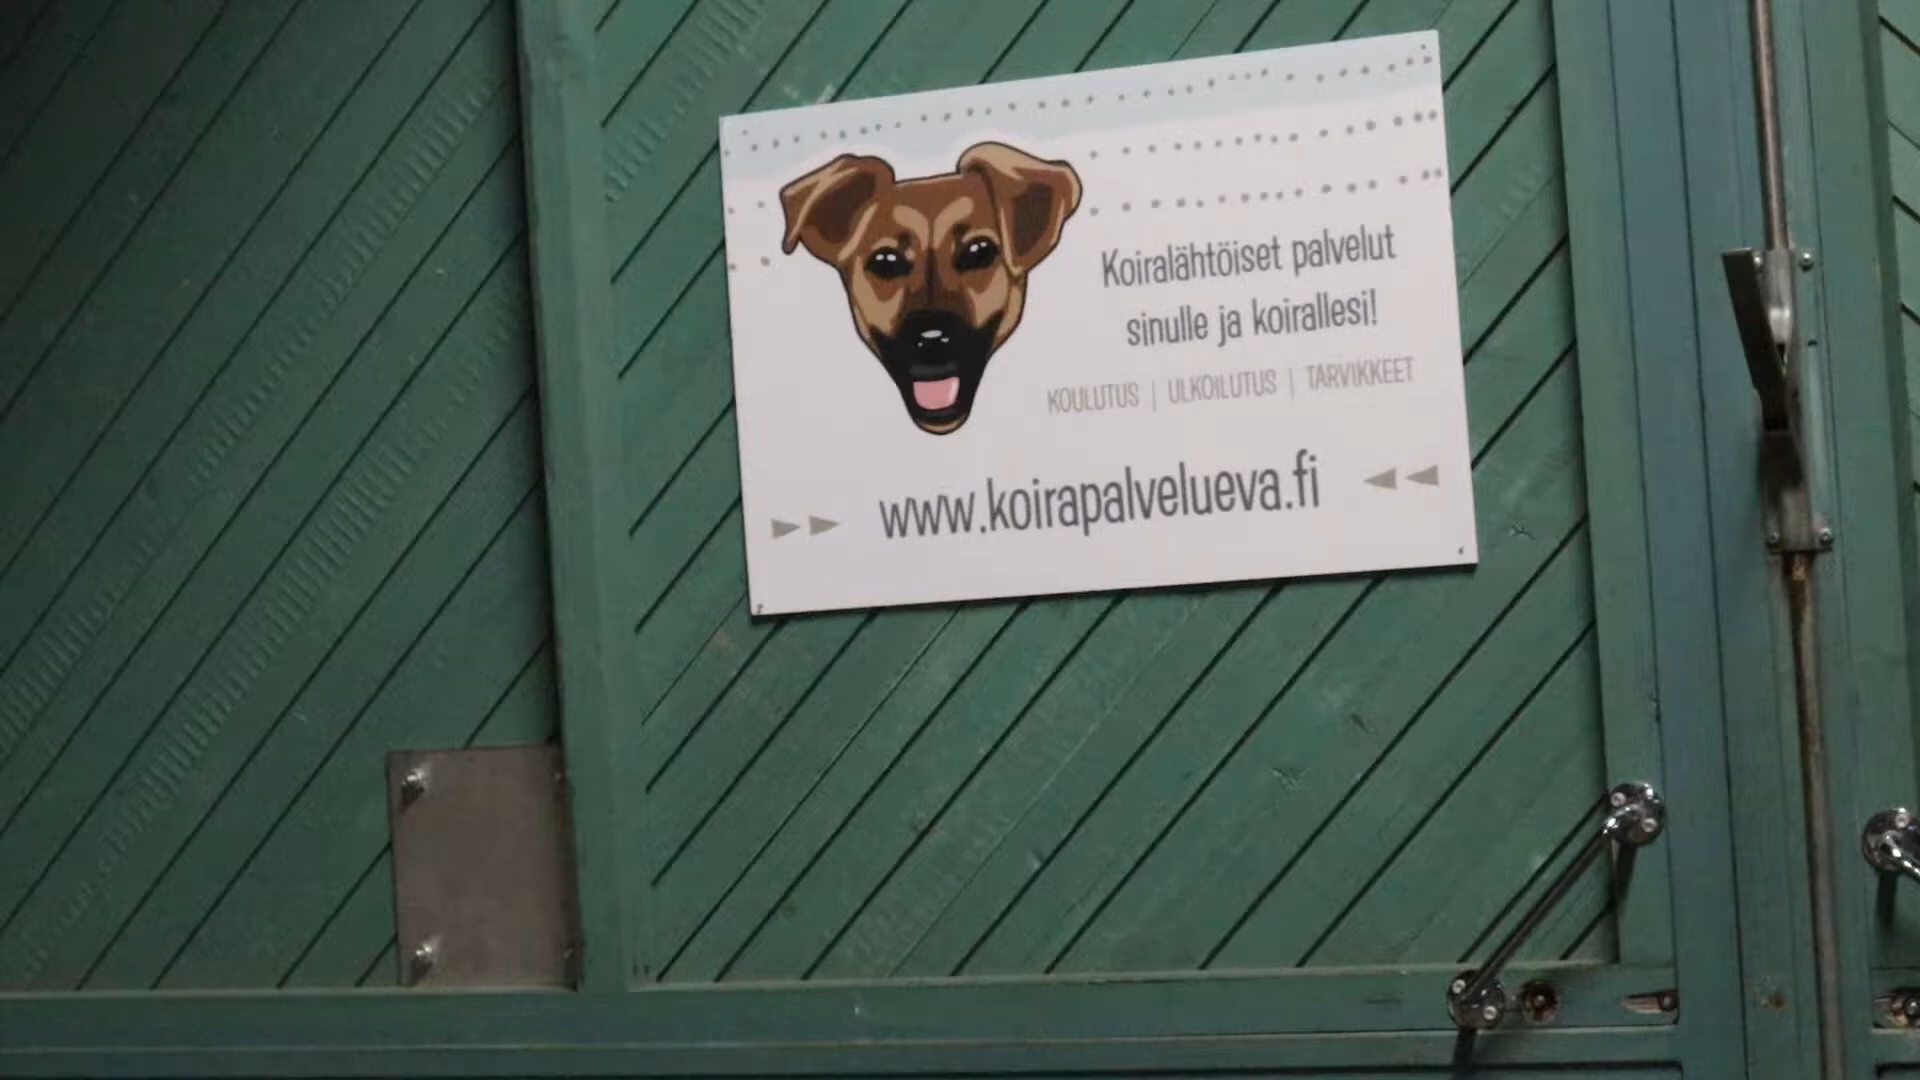 Koiralähtöiset palvelut
sinulle ja koirallesi!
KOULUTUS | ULKOILUTUS | TARVIKKEET
www.koirapalvelueva.fi